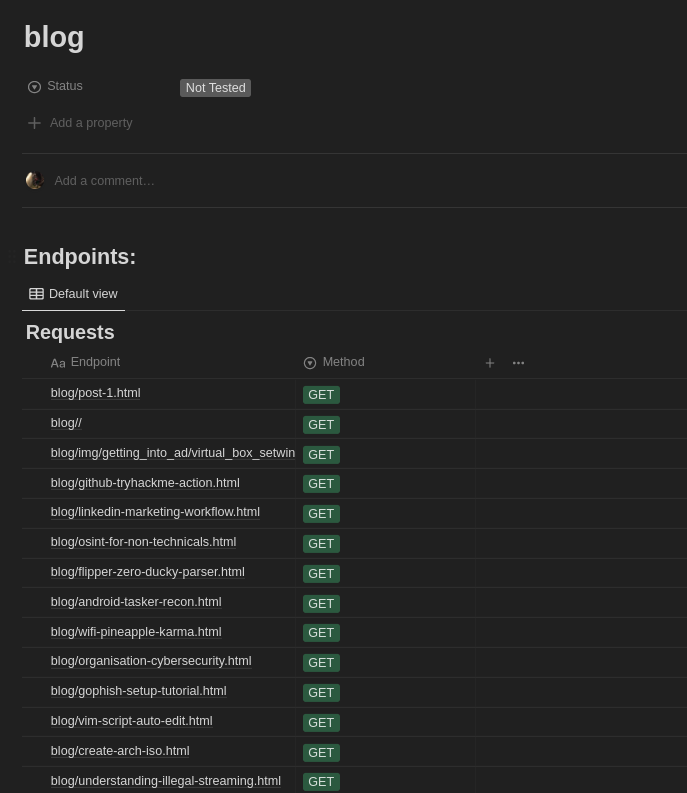 blog
Status Not Tested
Add a property
Add a comment…
Endpoints:
Default view
Requests
Aa Endpoint Method
blog/post-1.html GET
blog// GET
blog/img/getting_into_ad/virtual_box_setwin GET
blog/github-tryhackme-action.html GET
blog/linkedin-marketing-workflow.html GET
blog/osint-for-non-technicals.html GET
blog/flipper-zero-ducky-parser.html GET
blog/android-tasker-recon.html GET
blog/wifi-pineapple-karma.html GET
blog/organisation-cybersecurity.html GET
blog/gophish-setup-tutorial.html GET
blog/vim-script-auto-edit.html GET
blog/create-arch-iso.html GET
blog/understanding-illegal-streaming.html GET